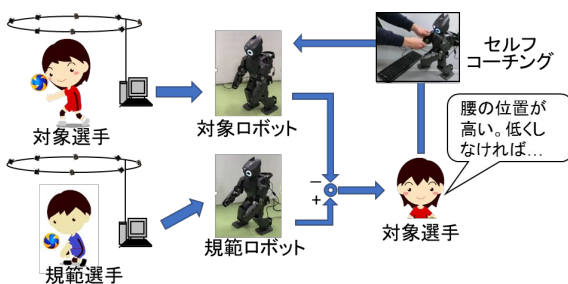 対象選手
対象ロボット
セルフ
コーチング
腰の位置が
高い。低くし
なければ…
−
+
規範選手
規範ロボット
対象選手